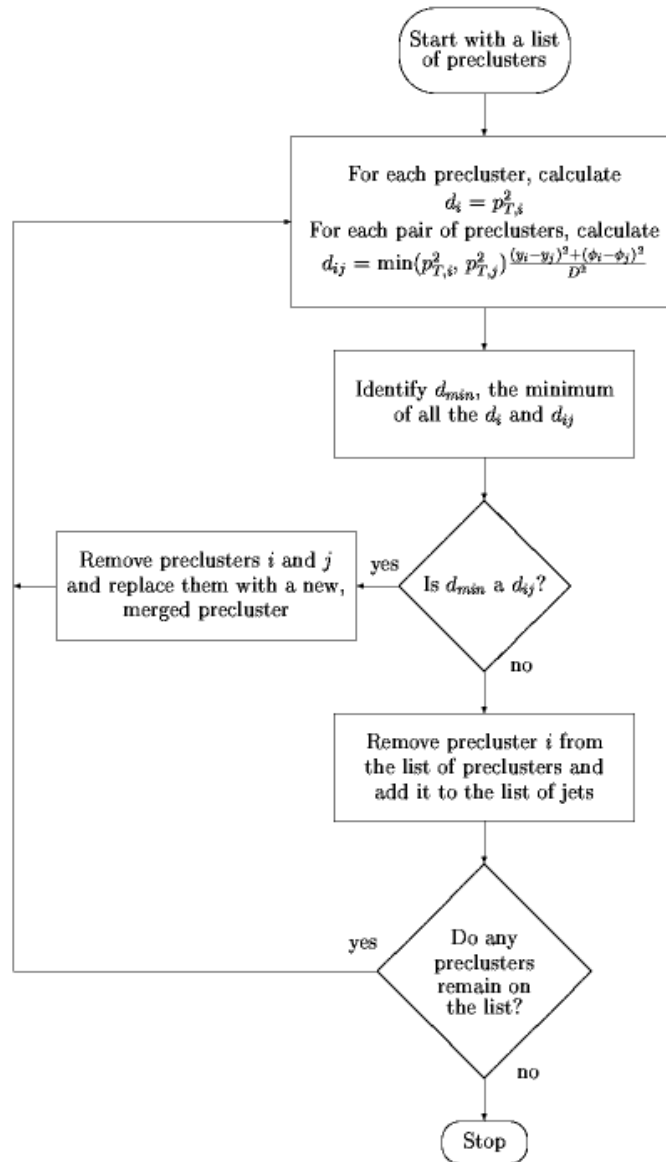 Start with a list
of preclusters
For each precluster, calculate
$d_i = p_{T,i}^2$
For each pair of preclusters, calculate
$d_{ij} = \min(p_{T,i}^2, p_{T,j}^2) \frac{(y_i - y_j)^2 + (\phi_i - \phi_j)^2}{D^2}$
Identify $d_{min}$, the minimum
of all the $d_i$ and $d_{ij}$
Is $d_{min}$ a $d_{ij}$?
yes
Remove preclusters $i$ and $j$
and replace them with a new,
merged precluster
no
Remove precluster $i$ from
the list of preclusters and
add it to the list of jets
Do any
preclusters
remain on
the list?
yes
no
Stop